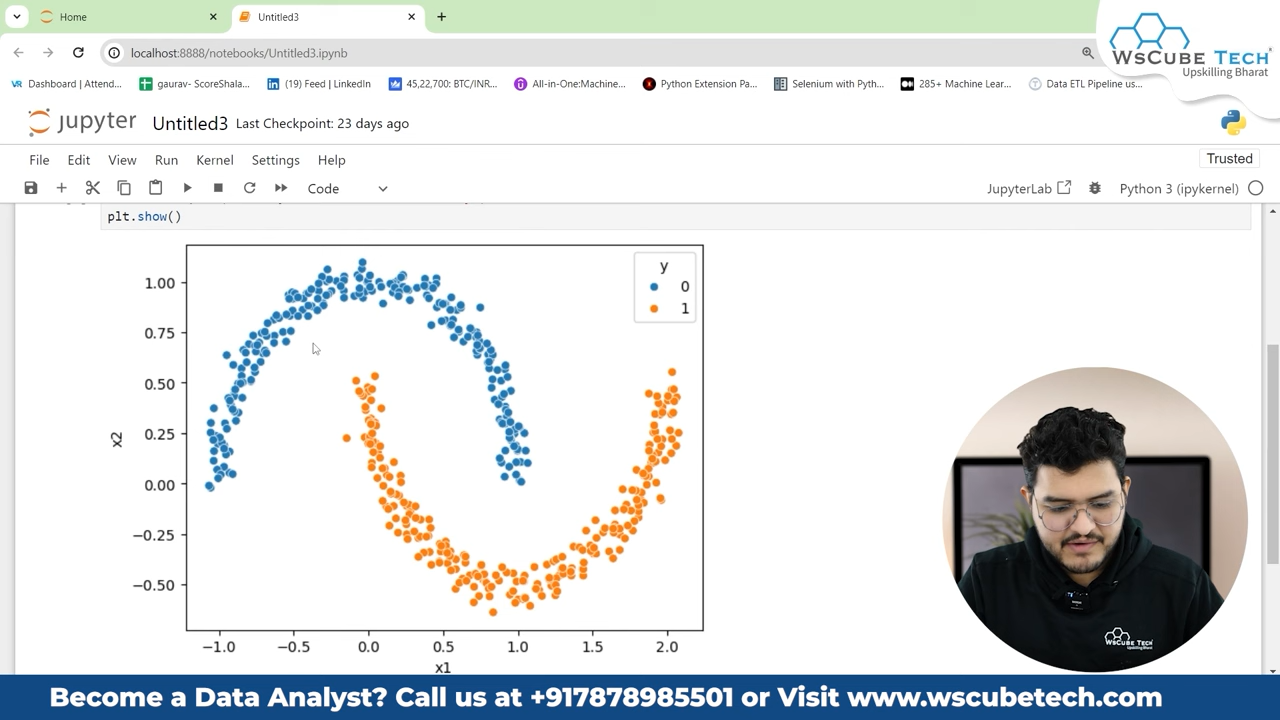 Home
Untitled3
localhost:8888/notebooks/Untitled3.ipynb
WsCube Tech
Upskilling Bharat
Dashboard | Attend...
gaurav- ScoreShala...
(19) Feed | LinkedIn
45,22,700: BTC/INR...
All-in-One:Machine...
Python Extension Pa...
Selenium with Pyth...
285+ Machine Lear...
Data ETL Pipeline us...
jupyter Untitled3 Last Checkpoint: 23 days ago
File Edit View Run Kernel Settings Help
Trusted
Code
JupyterLab
Python 3 (ipykernel)
plt.show()
y
0
1
1.00
0.75
0.50
0.25
0.00
−0.25
−0.50
x2
−1.0 −0.5 0.0 0.5 1.0 1.5 2.0
x1
WsCube Tech
Upskilling Bharat
Become a Data Analyst? Call us at +917878985501 or Visit www.wscubetech.com